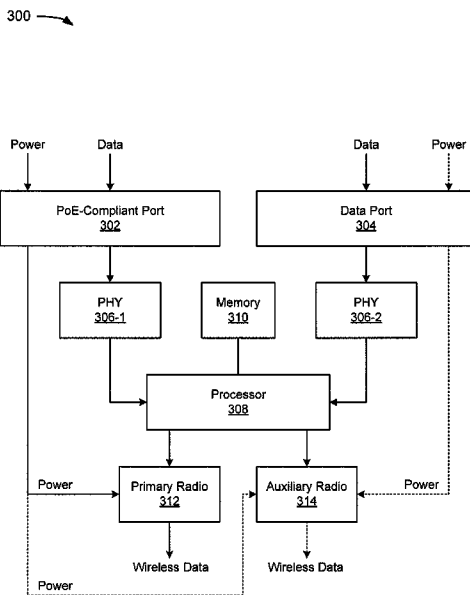 300
Power
Data
Data
Power
PoE-Compliant Port
302
Data Port
304
PHY
306-1
Memory
310
PHY
306-2
Processor
308
Power
Primary Radio
312
Auxiliary Radio
314
Power
Wireless Data
Wireless Data
Power